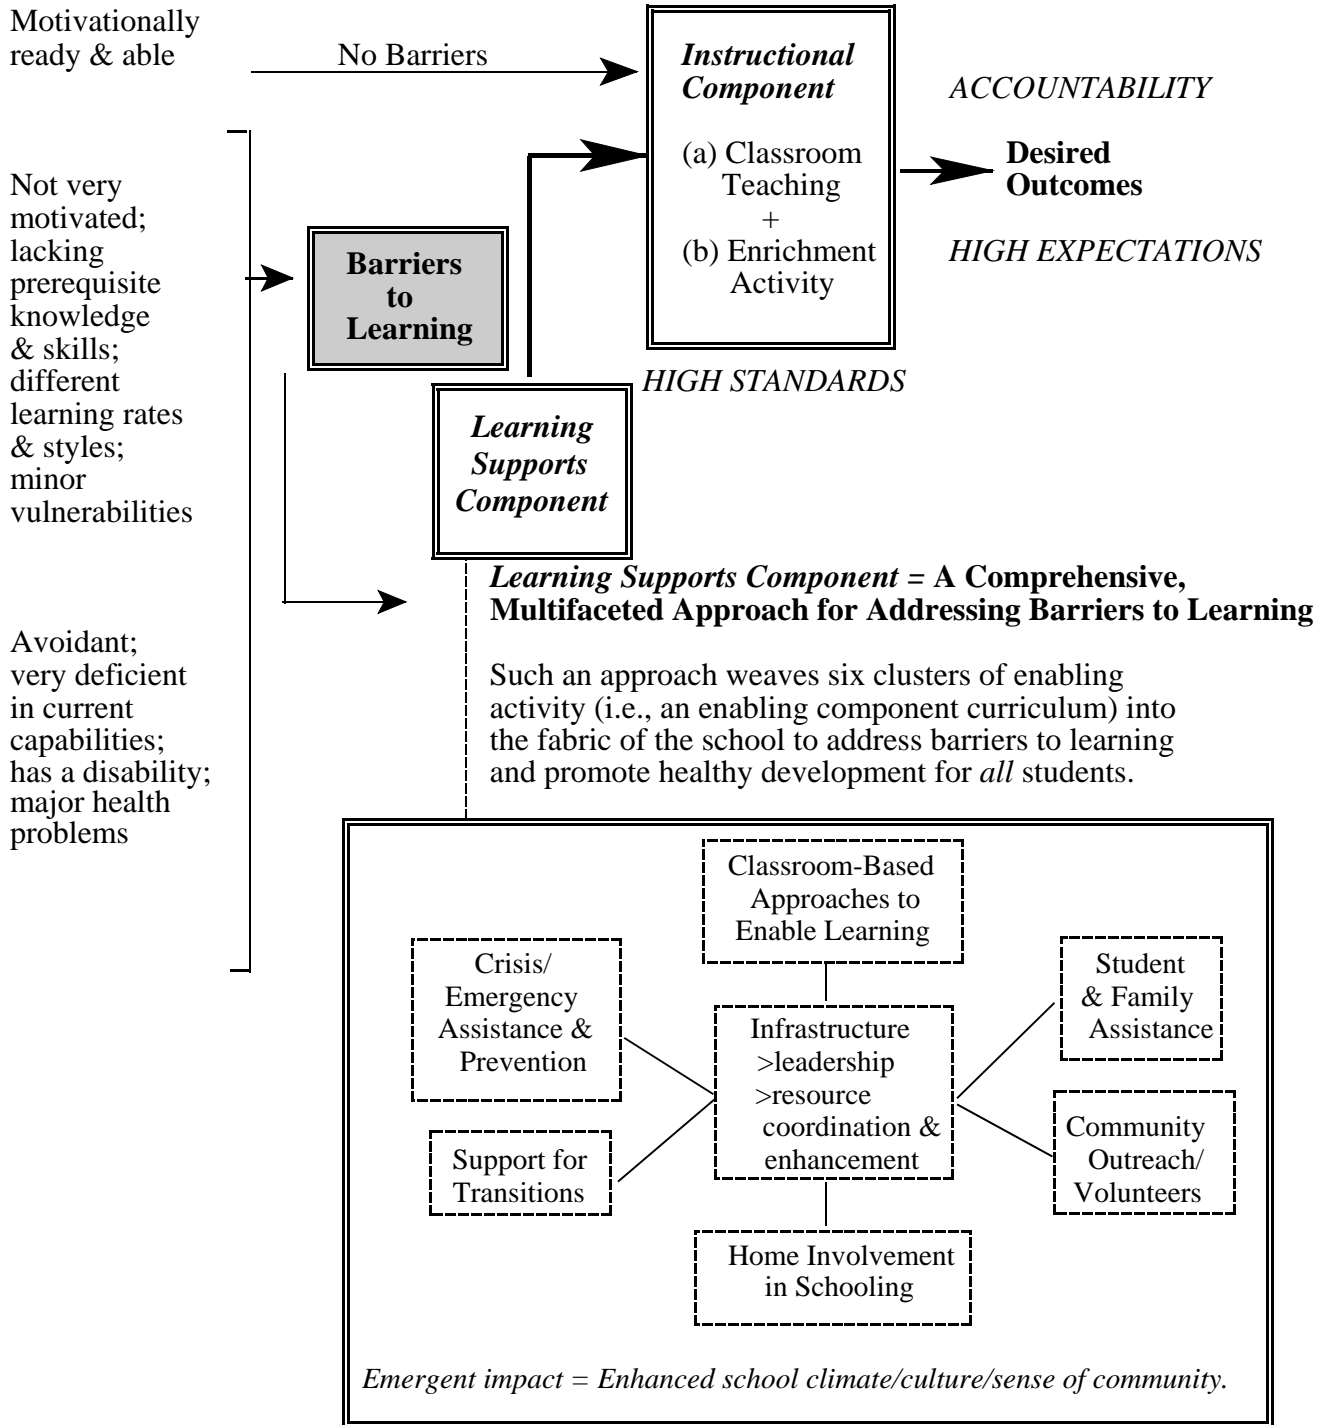 Motivationally
ready & able
No Barriers
Instructional
Component
(a) Classroom
Teaching
+
(b) Enrichment
Activity
ACCOUNTABILITY
Desired
Outcomes
HIGH EXPECTATIONS
HIGH STANDARDS
Not very
motivated;
lacking
prerequisite
knowledge
& skills;
different
learning rates
& styles;
minor
vulnerabilities
Barriers
to
Learning
Learning
Supports
Component
Avoidant;
very deficient
in current
capabilities;
has a disability;
major health
problems
Learning Supports Component = A Comprehensive,
Multifaceted Approach for Addressing Barriers to Learning
Such an approach weaves six clusters of enabling
activity (i.e., an enabling component curriculum) into
the fabric of the school to address barriers to learning
and promote healthy development for all students.
Classroom-Based
Approaches to
Enable Learning
Crisis/
Emergency
Assistance &
Prevention
Student
& Family
Assistance
Infrastructure
>leadership
>resource
coordination &
enhancement
Support for
Transitions
Community
Outreach/
Volunteers
Home Involvement
in Schooling
Emergent impact = Enhanced school climate/culture/sense of community.